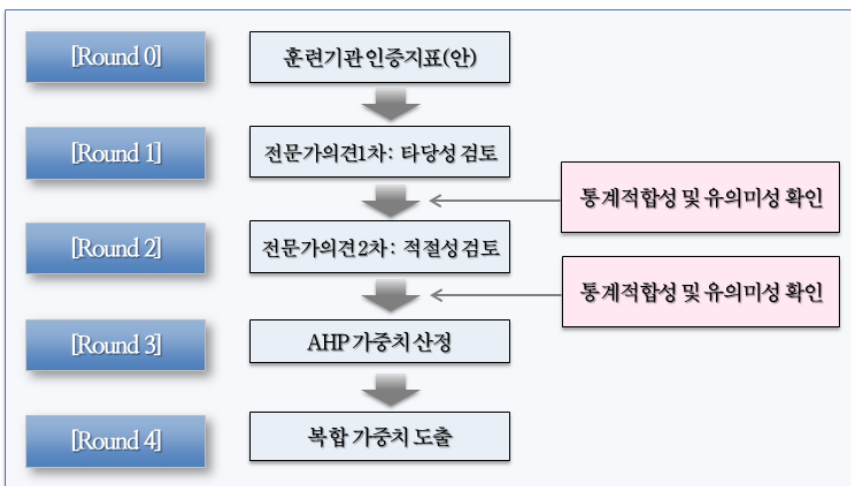 [Round 0]
훈련기관 인증지표(안)
[Round 1]
전문가의견1차: 타당성 검토
통계적합성 및 유의미성 확인
[Round 2]
전문가의견2차: 적절성 검토
통계적합성 및 유의미성 확인
[Round 3]
AHP 가중치 산정
[Round 4]
복합 가중치 도출